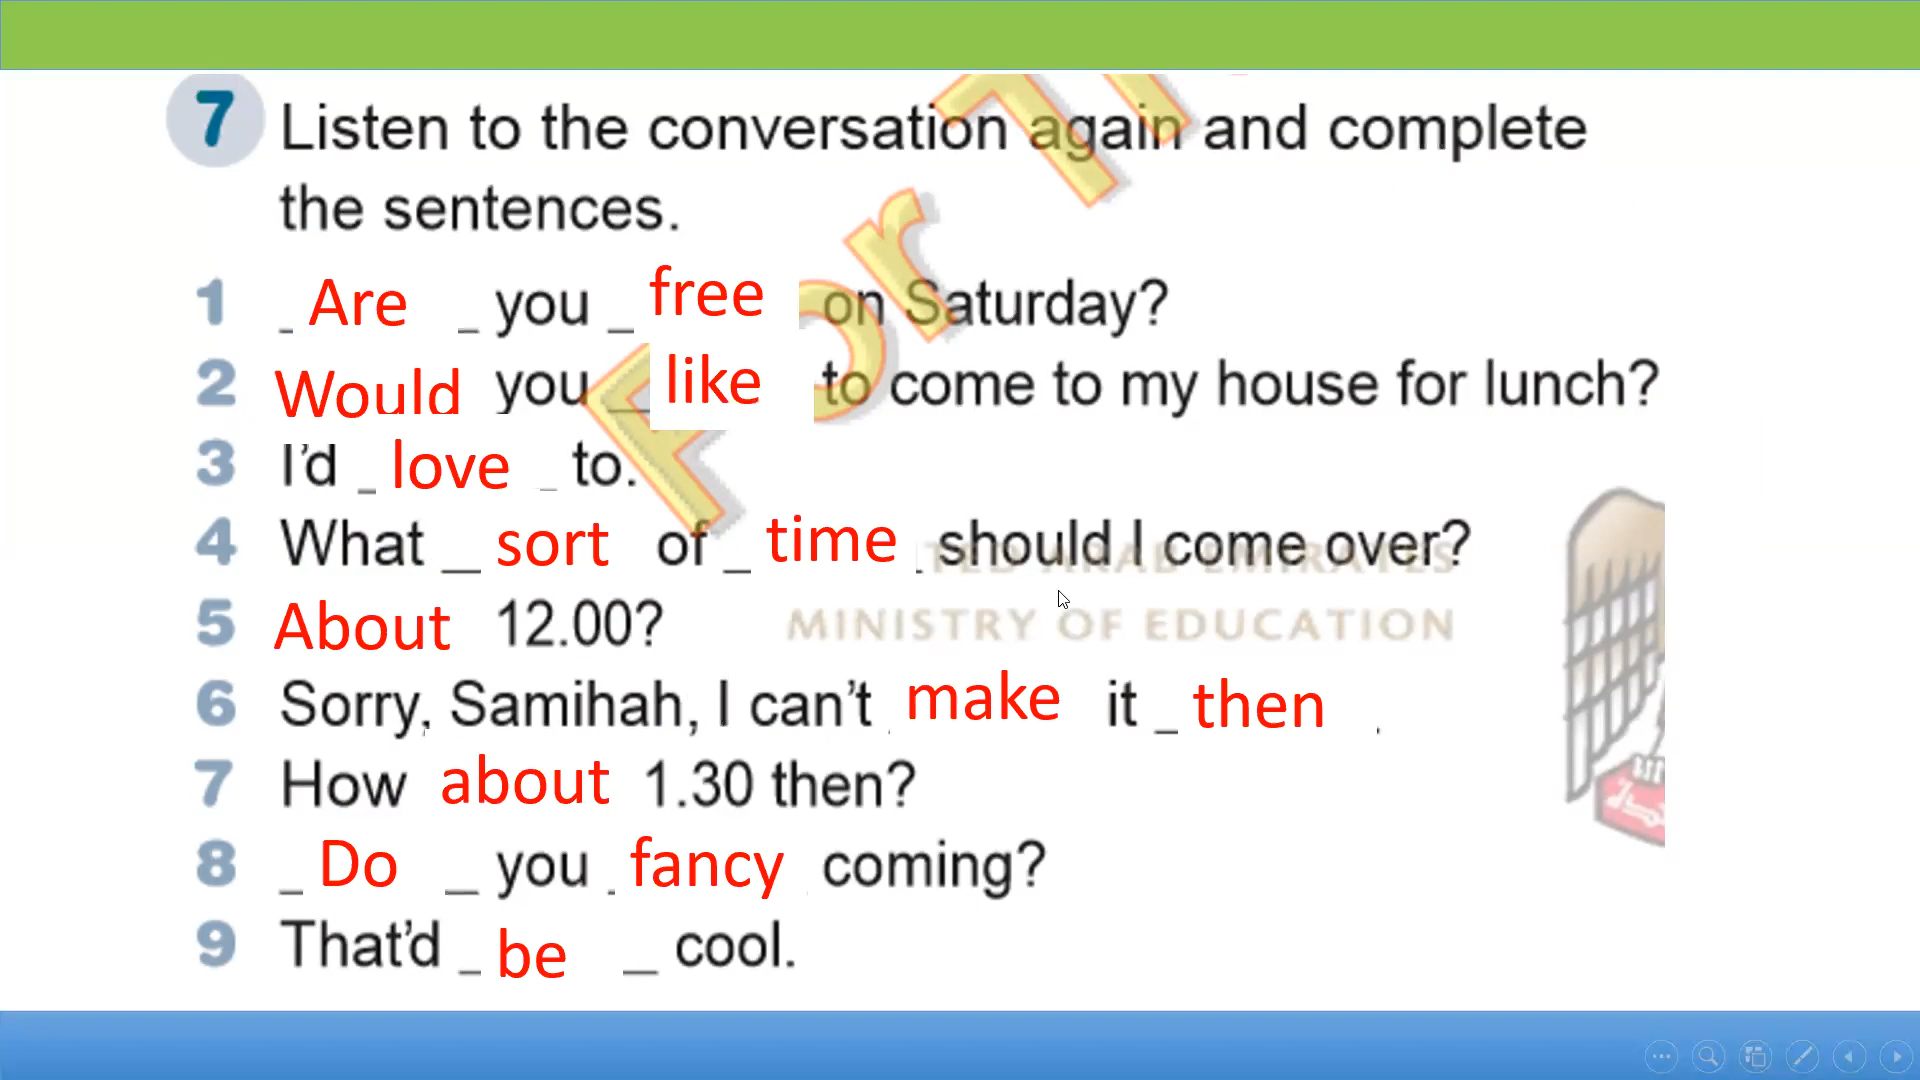 7 Listen to the conversation again and complete
the sentences.
1 _ Are _ you _ free on Saturday?
2 Would you _ like to come to my house for lunch?
3 I'd _ love _ to.
4 What _ sort of _ time should I come over?
5 About 12.00?
6 Sorry, Samihah, I can't make it _ then .
7 How about 1.30 then?
8 _ Do _ you fancy coming?
9 That'd _ be _ cool.
For
ARAB EMIRATES
MINISTRY OF EDUCATION